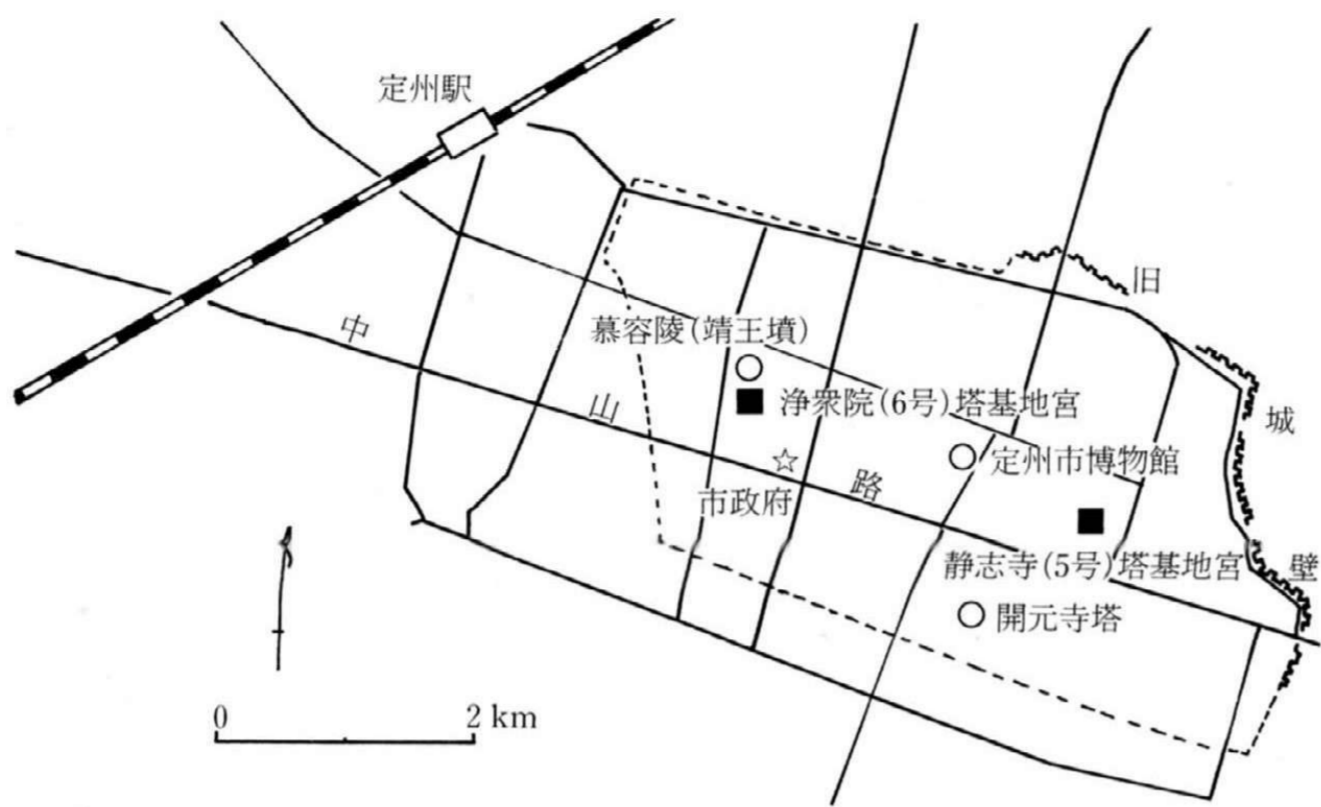 定州駅
旧
城
壁
中
山
路
慕容陵(靖王墳)
浄衆院(6号)塔基地宮
定州市博物館
市政府
静志寺(5号)塔基地宮
開元寺塔
0
2 km